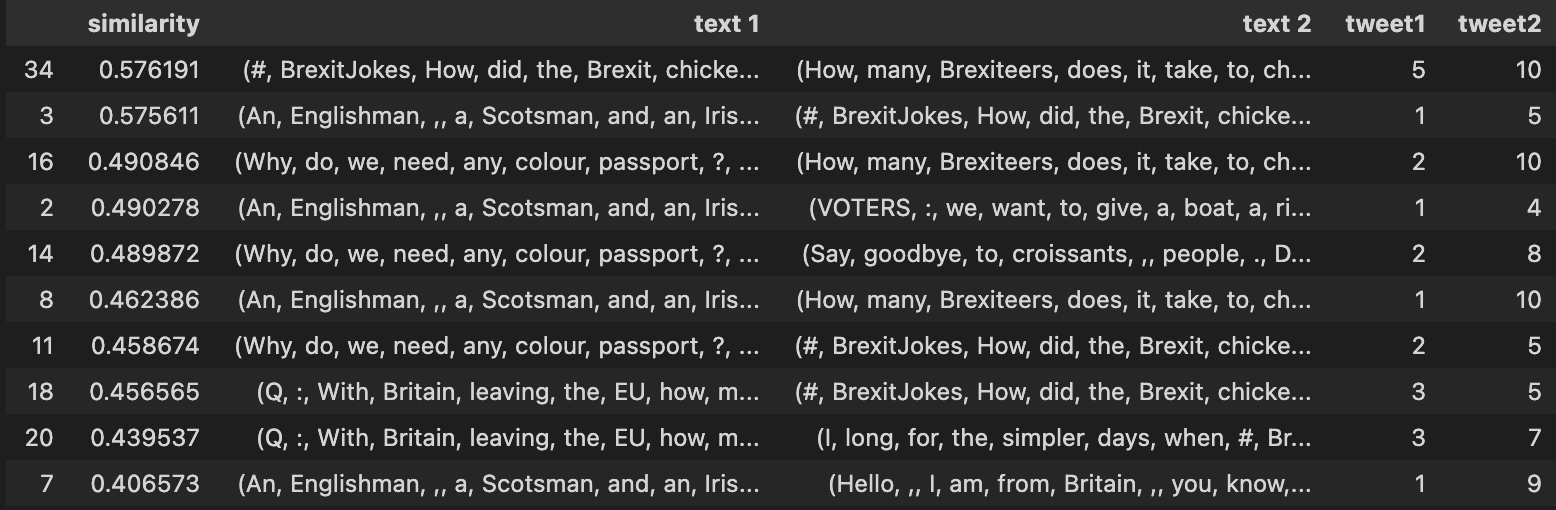 similarity text 1 text 2 tweet1 tweet2
34 0.576191 (#, BrexitJokes, How, did, the, Brexit, chicke... (How, many, Brexiteers, does, it, take, to, ch... 5 10
3 0.575611 (An, Englishman, ,, a, Scotsman, and, an, Iris... (#, BrexitJokes, How, did, the, Brexit, chicke... 1 5
16 0.490846 (Why, do, we, need, any, colour, passport, ?, ... (How, many, Brexiteers, does, it, take, to, ch... 2 10
2 0.490278 (An, Englishman, ,, a, Scotsman, and, an, Iris... (VOTERS, :, we, want, to, give, a, boat, a, ri... 1 4
14 0.489872 (Why, do, we, need, any, colour, passport, ?, ... (Say, goodbye, to, croissants, ,, people, ., D... 2 8
8 0.462386 (An, Englishman, ,, a, Scotsman, and, an, Iris... (How, many, Brexiteers, does, it, take, to, ch... 1 10
11 0.458674 (Why, do, we, need, any, colour, passport, ?, ... (#, BrexitJokes, How, did, the, Brexit, chicke... 2 5
18 0.456565 (Q, :, With, Britain, leaving, the, EU, how, m... (#, BrexitJokes, How, did, the, Brexit, chicke... 3 5
20 0.439537 (Q, :, With, Britain, leaving, the, EU, how, m... (I, long, for, the, simpler, days, when, #, Br... 3 7
7 0.406573 (An, Englishman, ,, a, Scotsman, and, an, Iris... (Hello, ,, I, am, from, Britain, ,, you, know,... 1 9